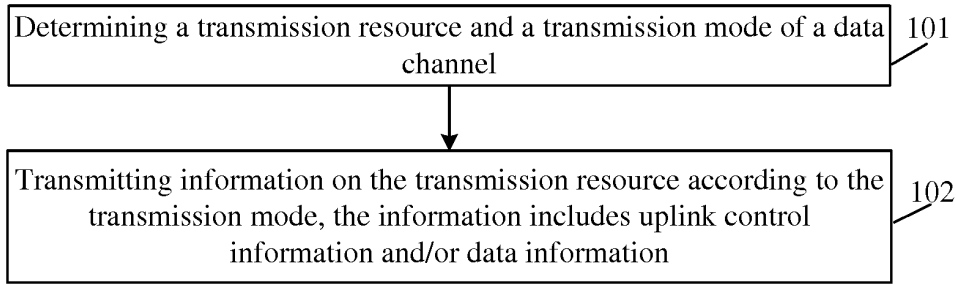 Determining a transmission resource and a transmission mode of a data
channel
101
Transmitting information on the transmission resource according to the
transmission mode, the information includes uplink control
information and/or data information
102